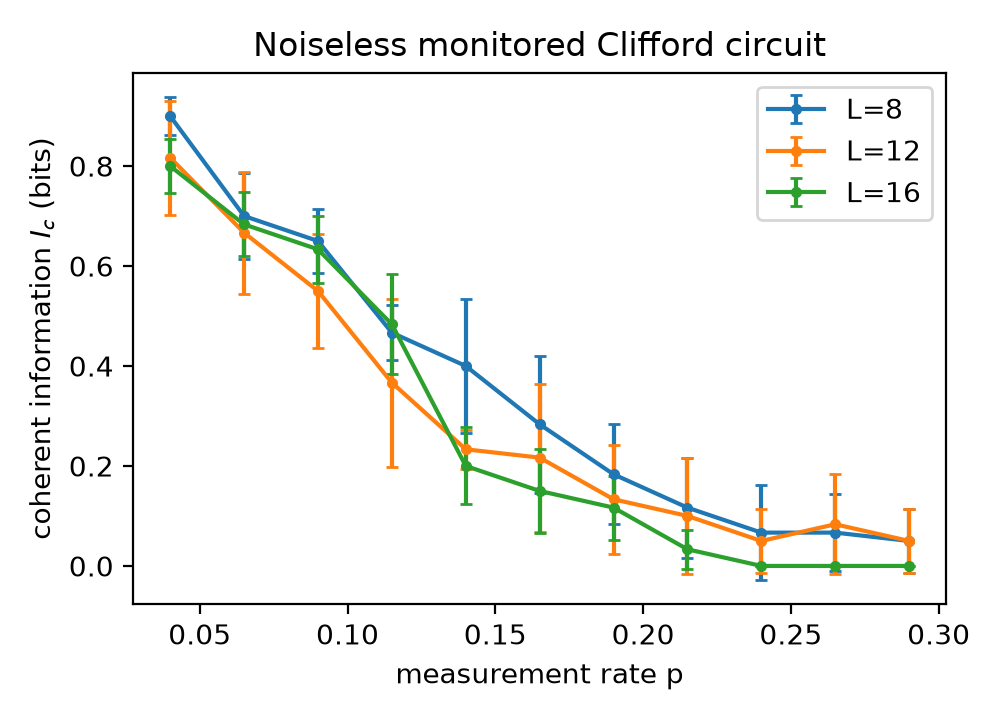 Noiseless monitored Clifford circuit
L=8
L=12
L=16
coherent information I_c (bits)
0.8
0.6
0.4
0.2
0.0
0.05 0.10 0.15 0.20 0.25 0.30
measurement rate p